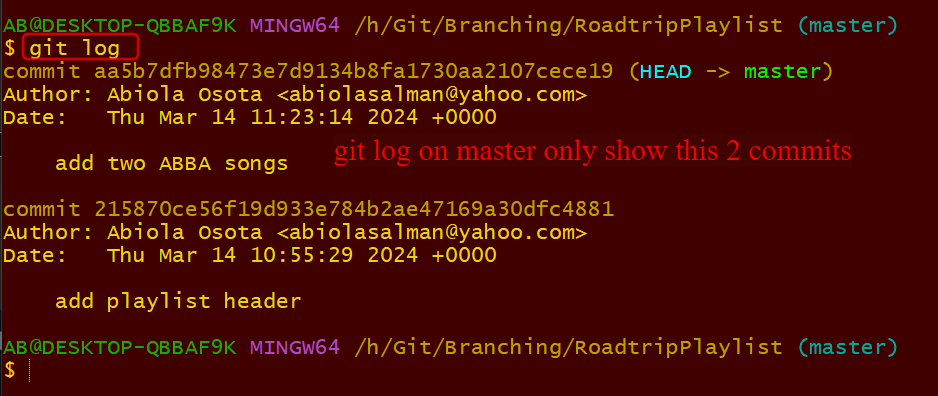 AB@DESKTOP-QBBAF9K MINGW64 /h/Git/Branching/RoadtripPlaylist (master)
$ git log
commit aa5b7dfb98473e7d9134b8fa1730aa2107cece19 (HEAD -> master)
Author: Abiola Osota <abiolasalman@yahoo.com>
Date:   Thu Mar 14 11:23:14 2024 +0000
    add two ABBA songs
git log on master only show this 2 commits
commit 215870ce56f19d933e784b2ae47169a30dfc4881
Author: Abiola Osota <abiolasalman@yahoo.com>
Date:   Thu Mar 14 10:55:29 2024 +0000
    add playlist header
AB@DESKTOP-QBBAF9K MINGW64 /h/Git/Branching/RoadtripPlaylist (master)
$